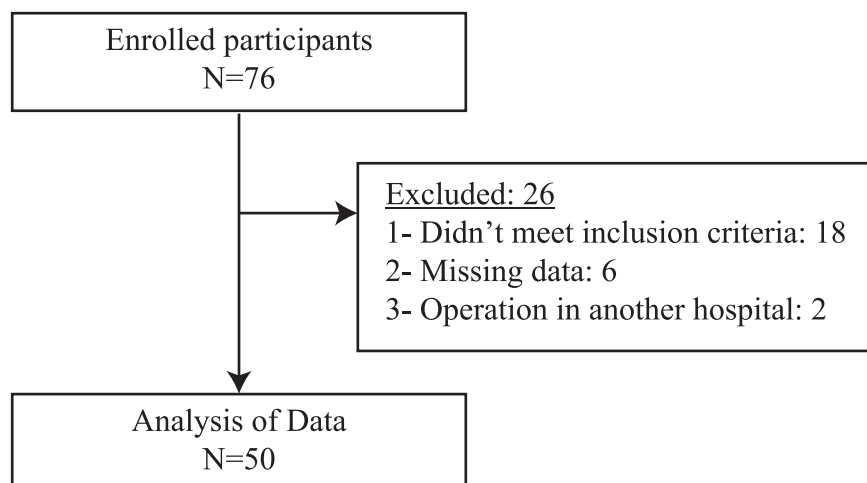 Enrolled participants
N=76
Excluded: 26
1- Didn’t meet inclusion criteria: 18
2- Missing data: 6
3- Operation in another hospital: 2
Analysis of Data
N=50